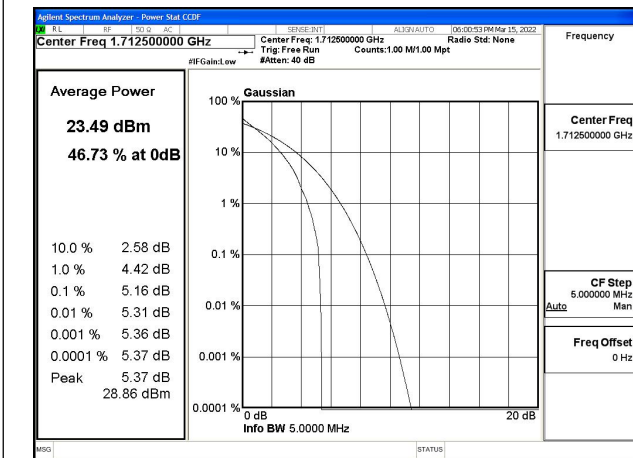 Agilent Spectrum Analyzer - Power Stat CCDF
RL RF 50 Ω AC SENSE:INT ALIGN AUTO 06:00:53 PM Mar 15, 2022
Center Freq 1.712500000 GHz
Center Freq: 1.712500000 GHz Radio Std: None
Trig: Free Run Counts:1.00 M/1.00 Mpt
#IFGain:Low #Atten: 40 dB
Frequency
Average Power
23.49 dBm
46.73 % at 0dB
10.0 % 2.58 dB
1.0 % 4.42 dB
0.1 % 5.16 dB
0.01 % 5.31 dB
0.001 % 5.36 dB
0.0001 % 5.37 dB
Peak 5.37 dB
28.86 dBm
Gaussian
100 %
10 %
1 %
0.1 %
0.01 %
0.001 %
0.0001 %
0 dB 20 dB
Info BW 5.0000 MHz
Center Freq
1.712500000 GHz
CF Step
5.000000 MHz
Auto Man
Freq Offset
0 Hz
MSG STATUS